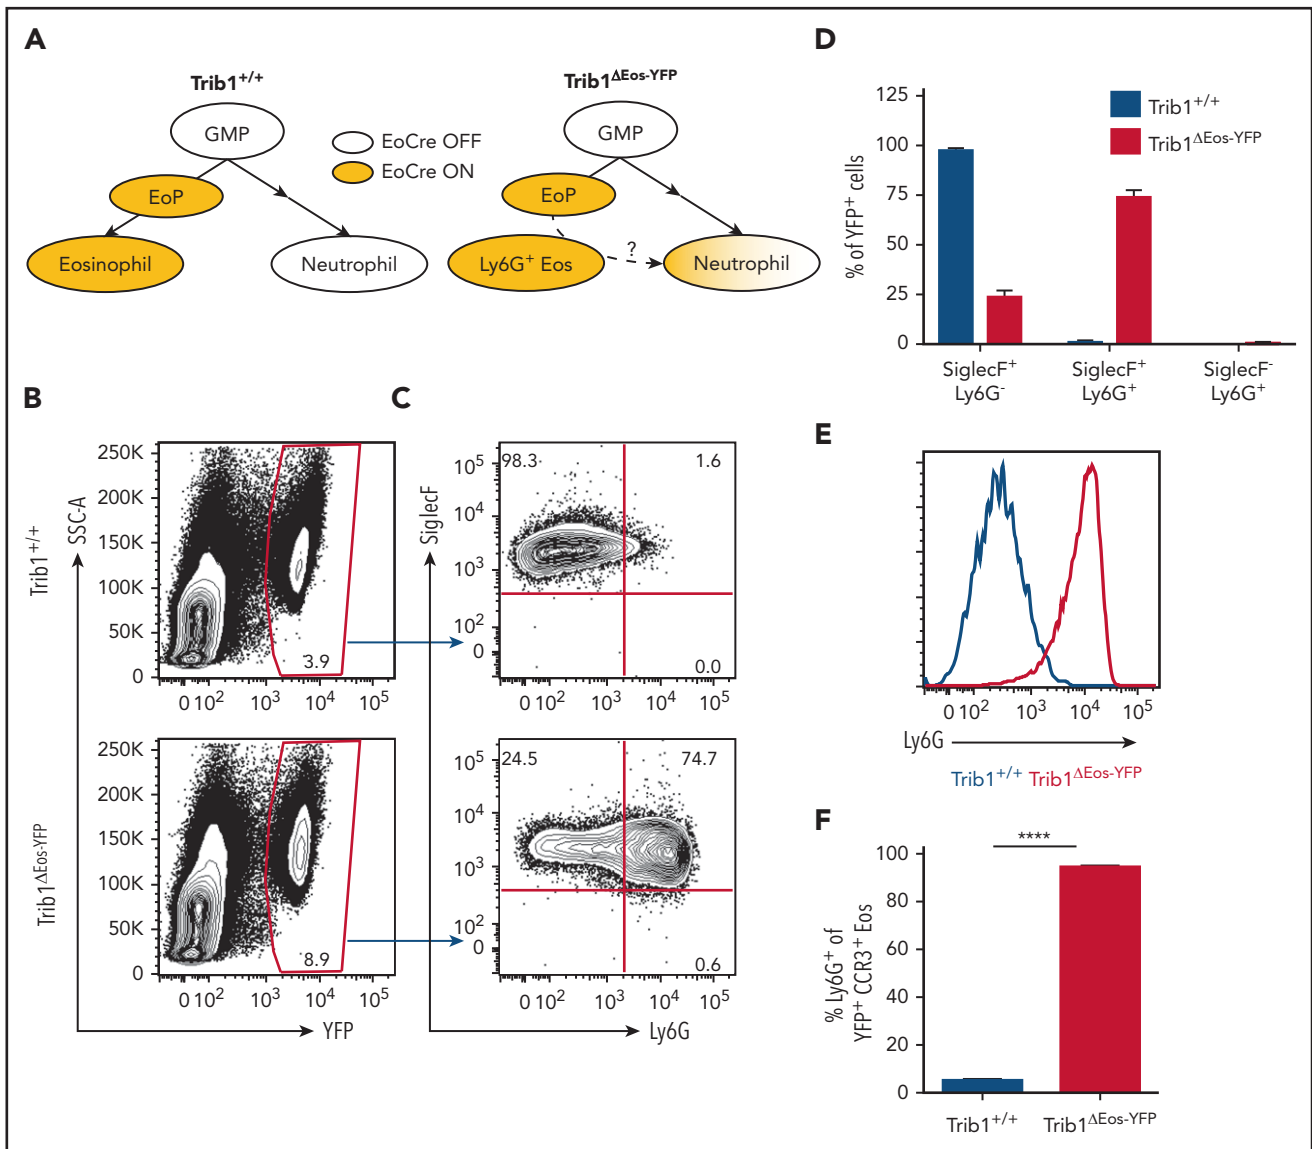 A
Trib1+/+
GMP
EoP
Eosinophil
Neutrophil
EoCre OFF
EoCre ON
Trib1ΔEos-YFP
GMP
EoP
Ly6G+ Eos
?
Neutrophil
D
125
100
75
50
25
0
% of YFP+ cells
Trib1+/+
Trib1ΔEos-YFP
SiglecF+
Ly6G-
SiglecF+
Ly6G+
SiglecF-
Ly6G+
B
Trib1+/+
SSC-A
250K
200K
150K
100K
50K
0
3.9
0 10² 10³ 10⁴ 10⁵
Trib1ΔEos-YFP
250K
200K
150K
100K
50K
0
8.9
0 10² 10³ 10⁴ 10⁵
YFP
C
SiglecF
10⁵
10⁴
10³
10²
0
98.3
1.6
0.0
0 10² 10³ 10⁴ 10⁵
10⁵
10⁴
10³
10²
0
24.5
74.7
0.6
0 10² 10³ 10⁴ 10⁵
Ly6G
E
0 10² 10³ 10⁴ 10⁵
Ly6G
Trib1+/+ Trib1ΔEos-YFP
F
****
100
80
60
40
20
0
% Ly6G+ of
YFP+ CCR3+ Eos
Trib1+/+
Trib1ΔEos-YFP